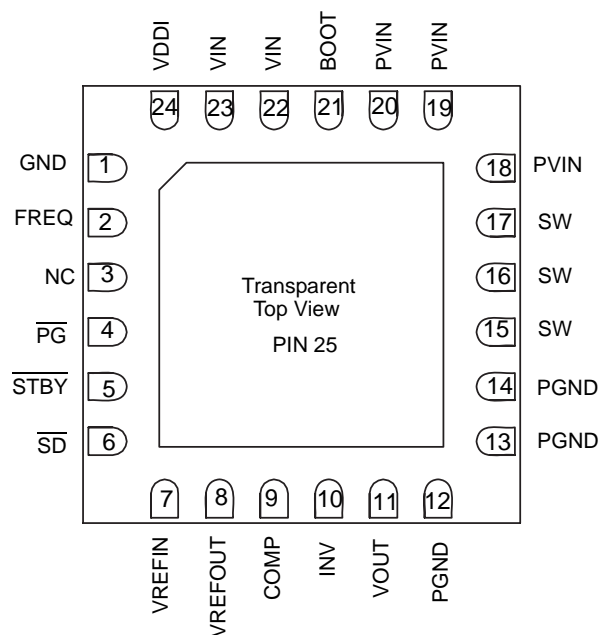 VDDI
VIN
VIN
BOOT
PVIN
PVIN
24
23
22
21
20
19
GND 1
FREQ 2
NC 3
PG 4
STBY 5
SD 6
18 PVIN
17 SW
16 SW
15 SW
14 PGND
13 PGND
Transparent
Top View
PIN 25
7
8
9
10
11
12
VREFIN
VREFOUT
COMP
INV
VOUT
PGND